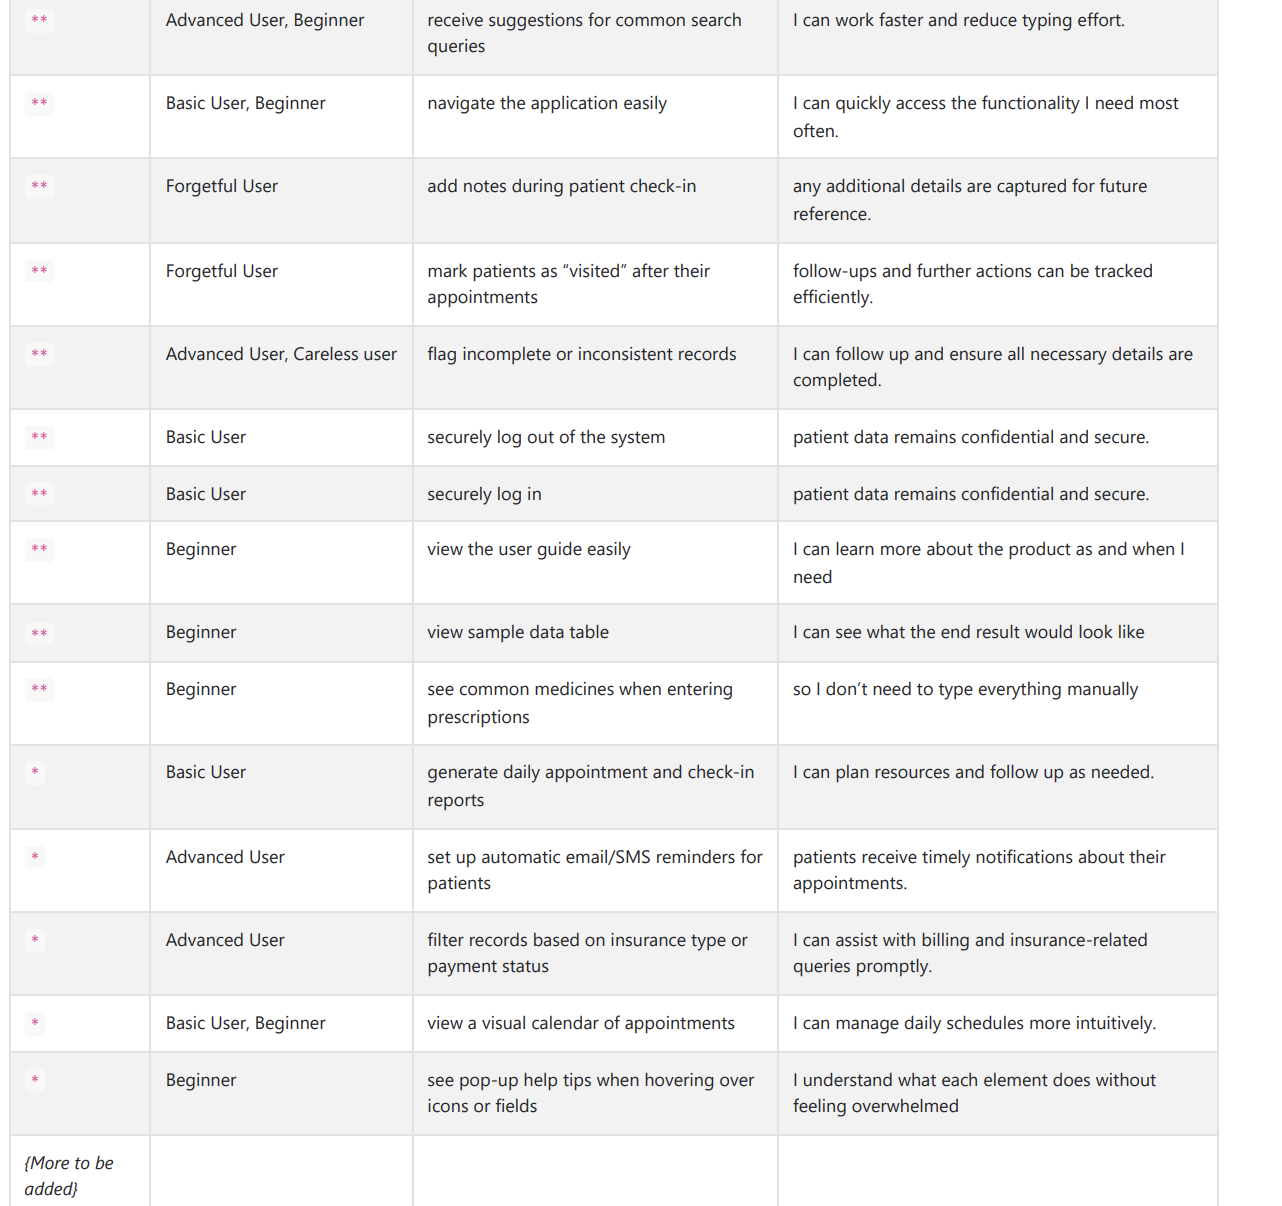 ** Advanced User, Beginner receive suggestions for common search I can work faster and reduce typing effort.
queries
** Basic User, Beginner navigate the application easily I can quickly access the functionality I need most
often.
** Forgetful User add notes during patient check-in any additional details are captured for future
reference.
** Forgetful User mark patients as “visited” after their follow-ups and further actions can be tracked
appointments efficiently.
** Advanced User, Careless user flag incomplete or inconsistent records I can follow up and ensure all necessary details are
completed.
** Basic User securely log out of the system patient data remains confidential and secure.
** Basic User securely log in patient data remains confidential and secure.
** Beginner view the user guide easily I can learn more about the product as and when I
need
** Beginner view sample data table I can see what the end result would look like
** Beginner see common medicines when entering so I don’t need to type everything manually
prescriptions
* Basic User generate daily appointment and check-in I can plan resources and follow up as needed.
reports
* Advanced User set up automatic email/SMS reminders for patients receive timely notifications about their
patients appointments.
* Advanced User filter records based on insurance type or I can assist with billing and insurance-related
payment status queries promptly.
* Basic User, Beginner view a visual calendar of appointments I can manage daily schedules more intuitively.
* Beginner see pop-up help tips when hovering over I understand what each element does without
icons or fields feeling overwhelmed
{More to be
added}